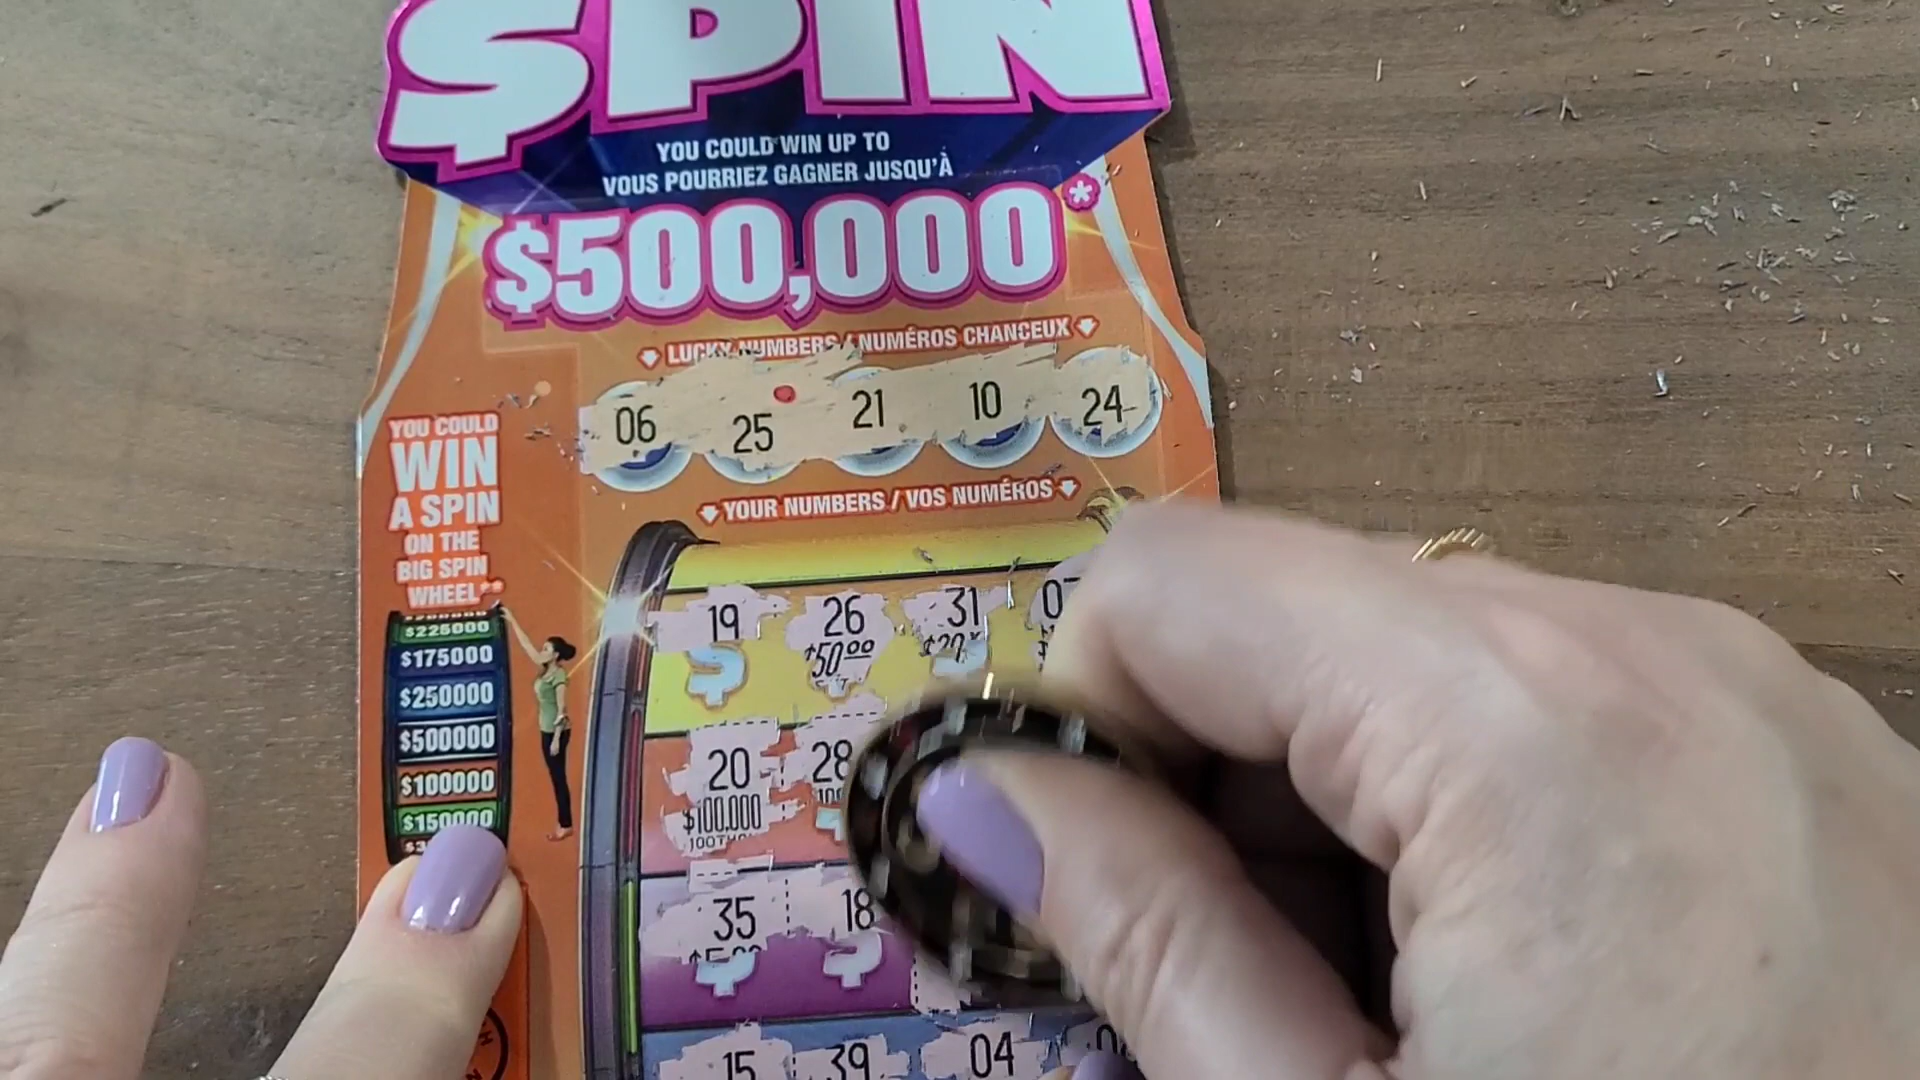 $PIN
YOU COULD WIN UP TO
VOUS POURRIEZ GAGNER JUSQU'À
$500,000*
LUCKY NUMBERS / NUMÉROS CHANCEUX
06 25 21 10 24
YOUR NUMBERS / VOS NUMÉROS
YOU COULD
WIN
A SPIN
ON THE
BIG SPIN
WHEEL**
$225000
$175000
$250000
$500000
$100000
$150000
19 26 31
$50.00
20 28
$100,000
35 18
15 39 04